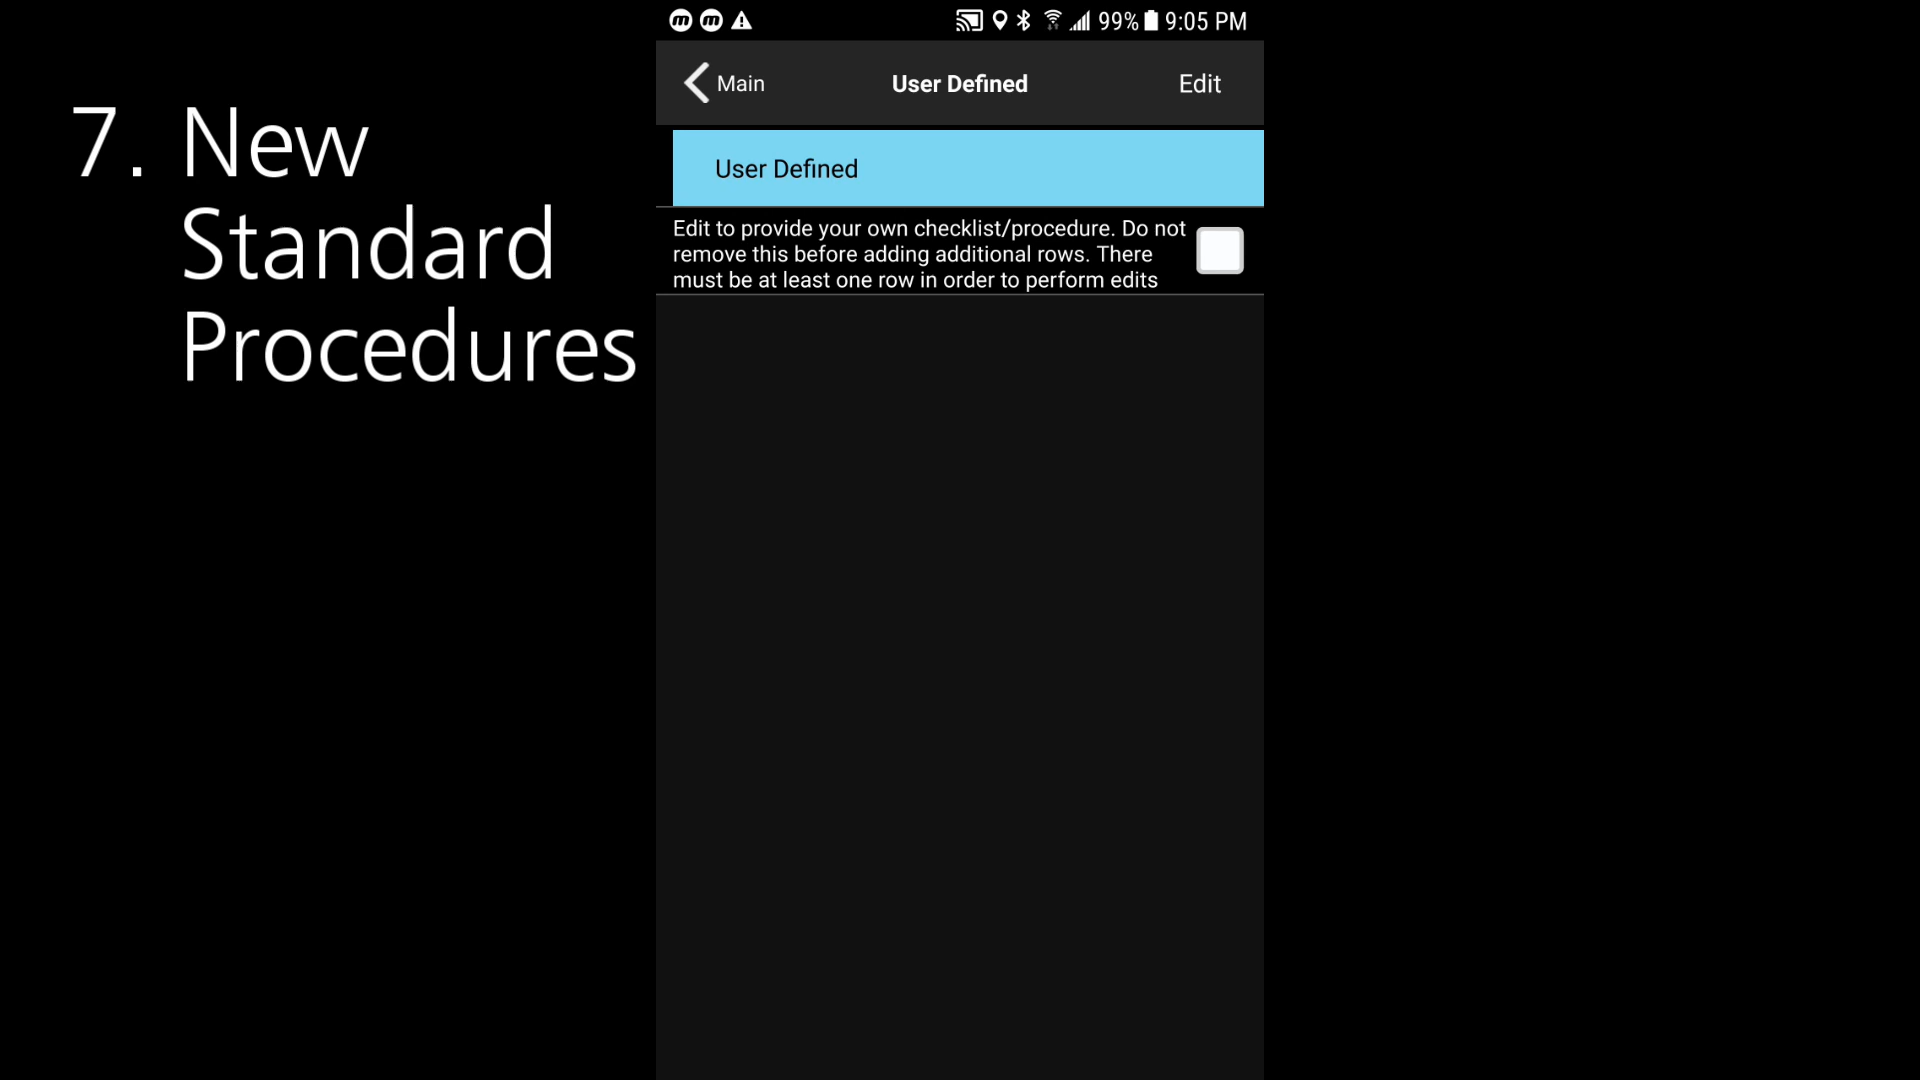 7. New
Standard
Procedures
99% 9:05 PM
Main
User Defined
Edit
User Defined
Edit to provide your own checklist/procedure. Do not
remove this before adding additional rows. There
must be at least one row in order to perform edits